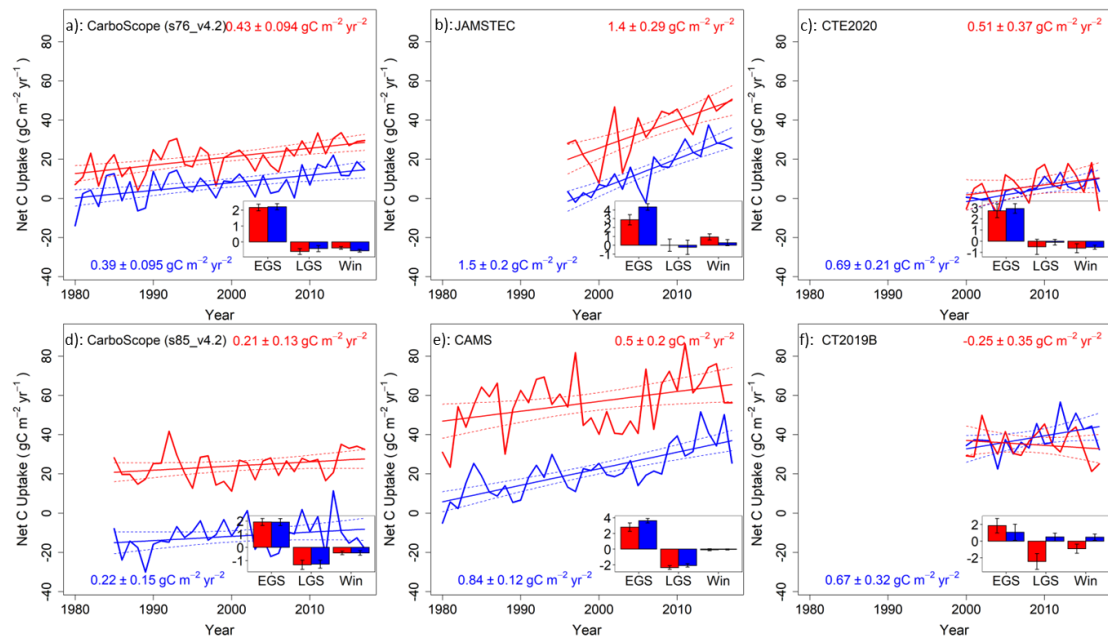 a): CarboScope (s76_v4.2) 0.43 ± 0.094 gC m⁻² yr⁻²
Net C Uptake ( gC m⁻² yr⁻¹ )
80
60
40
20
0
20
40
2
1
0
EGS LGS Win
0.39 ± 0.095 gC m⁻² yr⁻²
1980 1990 2000 2010
Year
b): JAMSTEC 1.4 ± 0.29 gC m⁻² yr⁻²
Net C Uptake ( gC m⁻² yr⁻¹ )
80
60
40
20
0
20
40
4
3
2
1
-1
EGS LGS Win
1.5 ± 0.2 gC m⁻² yr⁻²
1980 1990 2000 2010
Year
c): CTE2020 0.51 ± 0.37 gC m⁻² yr⁻²
Net C Uptake ( gC m⁻² yr⁻¹ )
80
60
40
20
0
20
40
3
2
1
0
-1
EGS LGS Win
0.69 ± 0.21 gC m⁻² yr⁻²
1980 1990 2000 2010
Year
d): CarboScope (s85_v4.2) 0.21 ± 0.13 gC m⁻² yr⁻²
Net C Uptake ( gC m⁻² yr⁻¹ )
80
60
40
20
0
-20
-40
2
1
0
-1
EGS LGS Win
0.22 ± 0.15 gC m⁻² yr⁻²
1980 1990 2000 2010
Year
e): CAMS 0.5 ± 0.2 gC m⁻² yr⁻²
Net C Uptake ( gC m⁻² yr⁻¹ )
80
60
40
20
0
-20
-40
4
2
0
-2
EGS LGS Win
0.84 ± 0.12 gC m⁻² yr⁻²
1980 1990 2000 2010
Year
f): CT2019B -0.25 ± 0.35 gC m⁻² yr⁻²
Net C Uptake ( gC m⁻² yr⁻¹ )
80
60
40
20
0
-20
-40
2
0
-2
EGS LGS Win
0.67 ± 0.32 gC m⁻² yr⁻²
1980 1990 2000 2010
Year